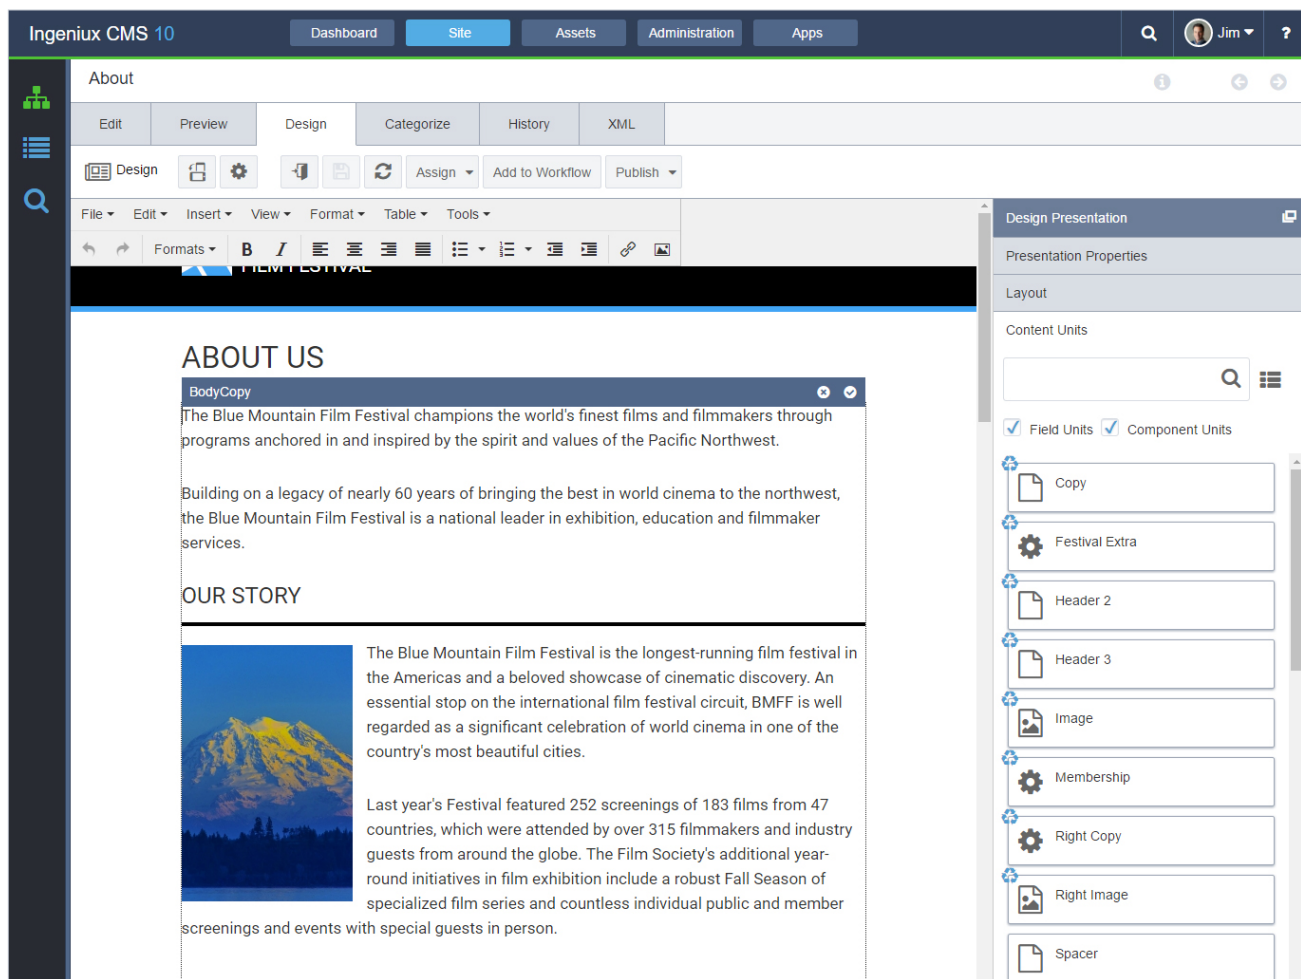 Ingeniux CMS 10
Dashboard
Site
Assets
Administration
Apps
Jim
?
About
Edit
Preview
Design
Categorize
History
XML
Design
Assign
Add to Workflow
Publish
File
Edit
Insert
View
Format
Table
Tools
Formats
B
I
FILM FESTIVAL
ABOUT US
BodyCopy
The Blue Mountain Film Festival champions the world's finest films and filmmakers through
programs anchored in and inspired by the spirit and values of the Pacific Northwest.
Building on a legacy of nearly 60 years of bringing the best in world cinema to the northwest,
the Blue Mountain Film Festival is a national leader in exhibition, education and filmmaker
services.
OUR STORY
The Blue Mountain Film Festival is the longest-running film festival in
the Americas and a beloved showcase of cinematic discovery. An
essential stop on the international film festival circuit, BMFF is well
regarded as a significant celebration of world cinema in one of the
country's most beautiful cities.
Last year's Festival featured 252 screenings of 183 films from 47
countries, which were attended by over 315 filmmakers and industry
guests from around the globe. The Film Society's additional year-
round initiatives in film exhibition include a robust Fall Season of
specialized film series and countless individual public and member
screenings and events with special guests in person.
Design Presentation
Presentation Properties
Layout
Content Units
Field Units
Component Units
Copy
Festival Extra
Header 2
Header 3
Image
Membership
Right Copy
Right Image
Spacer